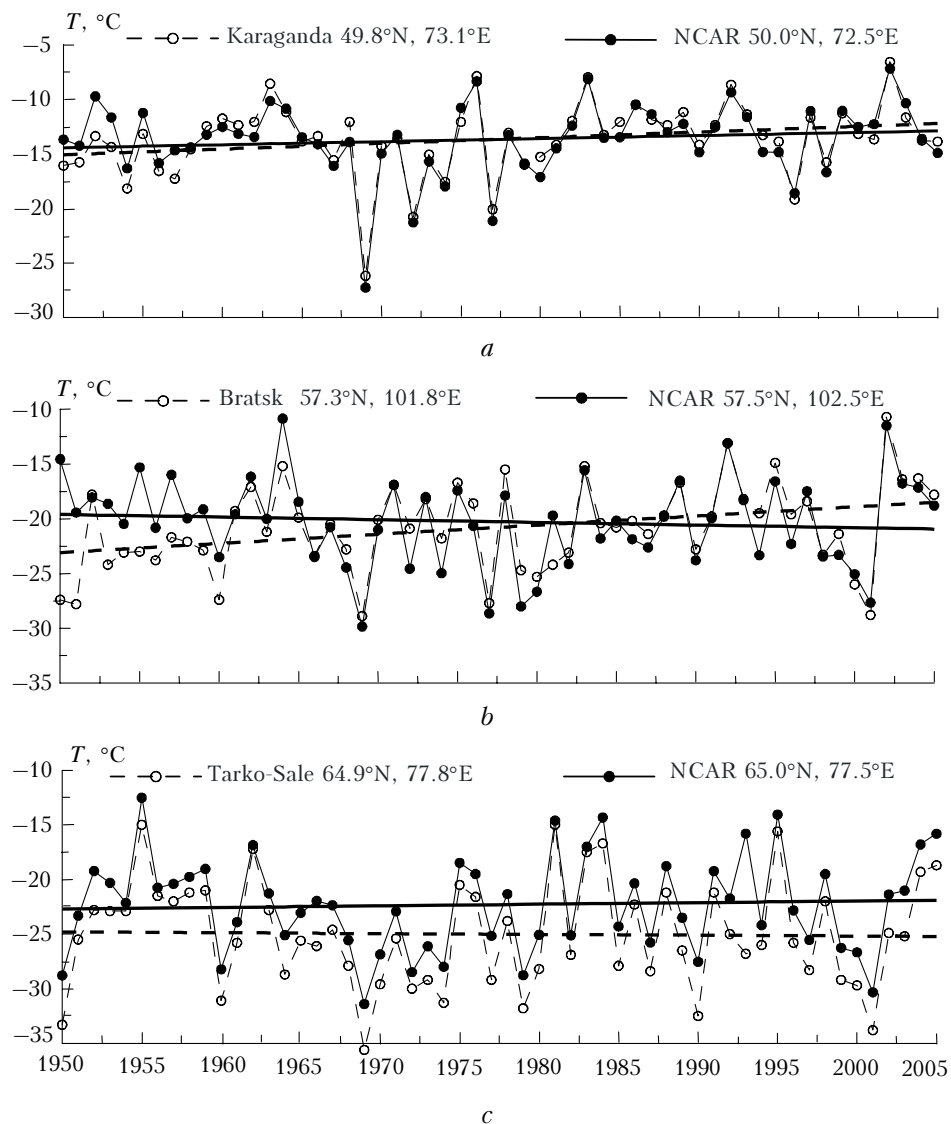 T, °C
Karaganda 49.8°N, 73.1°E
NCAR 50.0°N, 72.5°E
−5
−10
−15
−20
−25
−30
a
T, °C
Bratsk 57.3°N, 101.8°E
NCAR 57.5°N, 102.5°E
−10
−15
−20
−25
−30
−35
b
T, °C
Tarko-Sale 64.9°N, 77.8°E
NCAR 65.0°N, 77.5°E
−10
−15
−20
−25
−30
−35
1950 1955 1960 1965 1970 1975 1980 1985 1990 1995 2000 2005
c